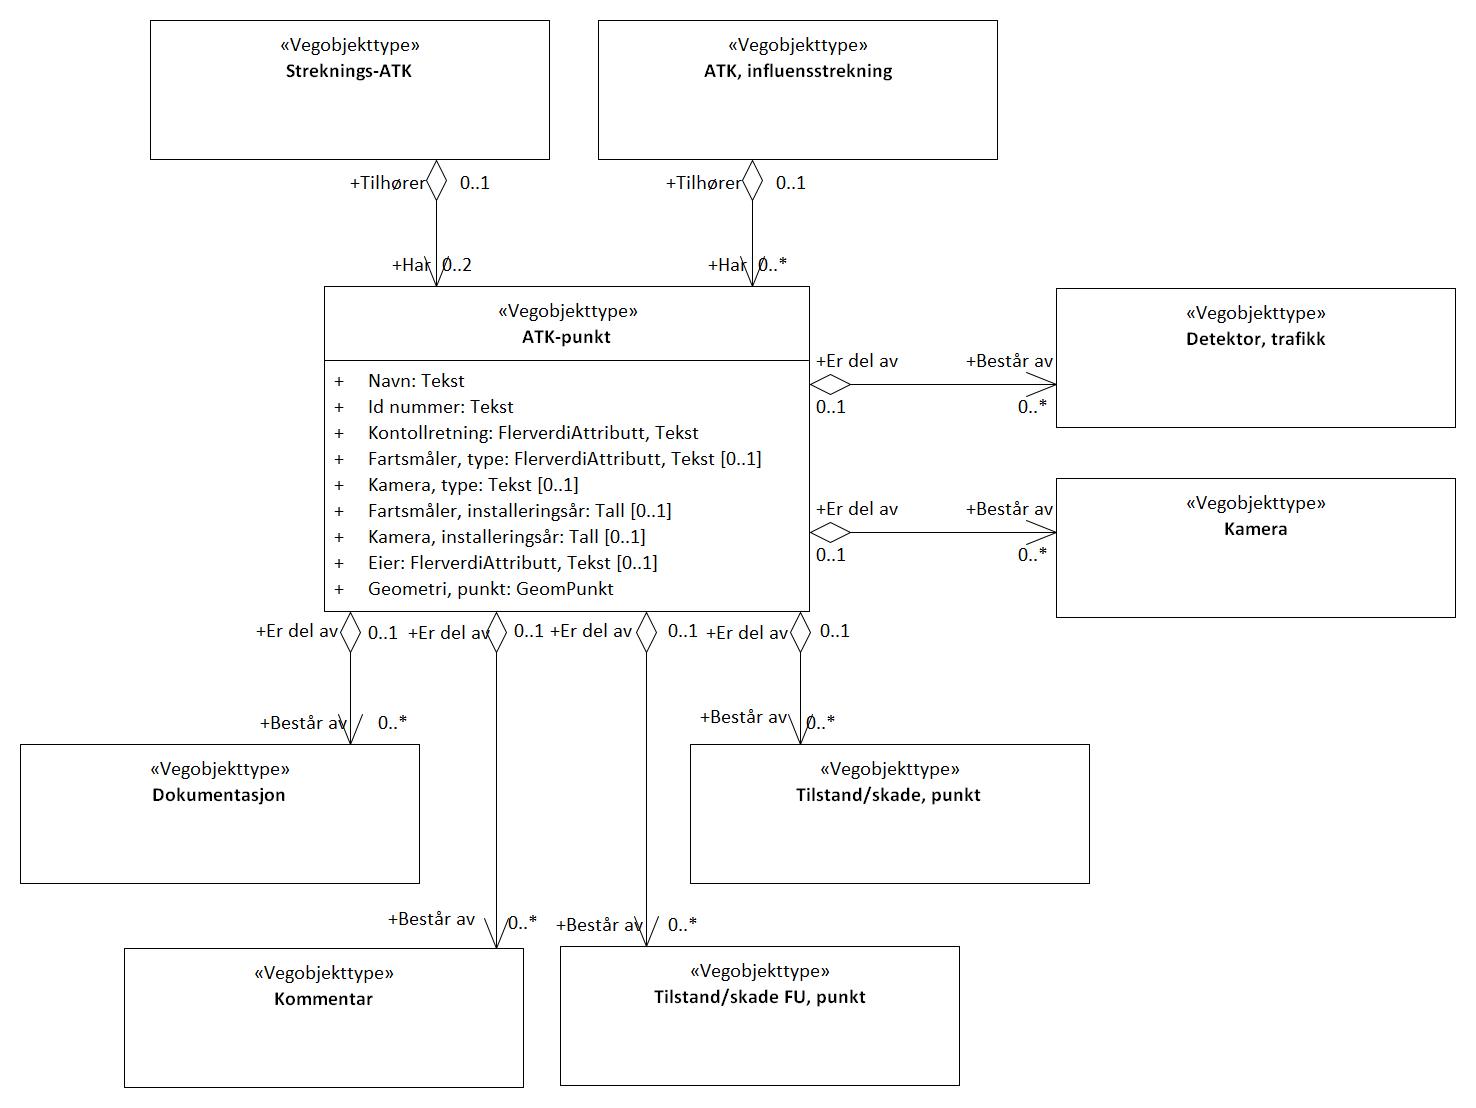 «Vegobjekttype»
Streknings-ATK
«Vegobjekttype»
ATK, influensstrekning
+Tilhører 0..1
+Tilhører 0..1
+Har 0..2
+Har 0..*
«Vegobjekttype»
ATK-punkt
+ Navn: Tekst
+ Id nummer: Tekst
+ Kontollretning: FlerverdiAttributt, Tekst
+ Fartsmåler, type: FlerverdiAttributt, Tekst [0..1]
+ Kamera, type: Tekst [0..1]
+ Fartsmåler, installeringsår: Tall [0..1]
+ Kamera, installeringsår: Tall [0..1]
+ Eier: FlerverdiAttributt, Tekst [0..1]
+ Geometri, punkt: GeomPunkt
+Er del av +Består av
0..1 0..*
«Vegobjekttype»
Detektor, trafikk
+Er del av +Består av
0..1 0..*
«Vegobjekttype»
Kamera
+Er del av 0..1
+Er del av 0..1
+Er del av 0..1
+Er del av 0..1
+Består av 0..*
+Består av 0..*
«Vegobjekttype»
Dokumentasjon
«Vegobjekttype»
Tilstand/skade, punkt
+Består av 0..*
+Består av 0..*
«Vegobjekttype»
Kommentar
«Vegobjekttype»
Tilstand/skade FU, punkt